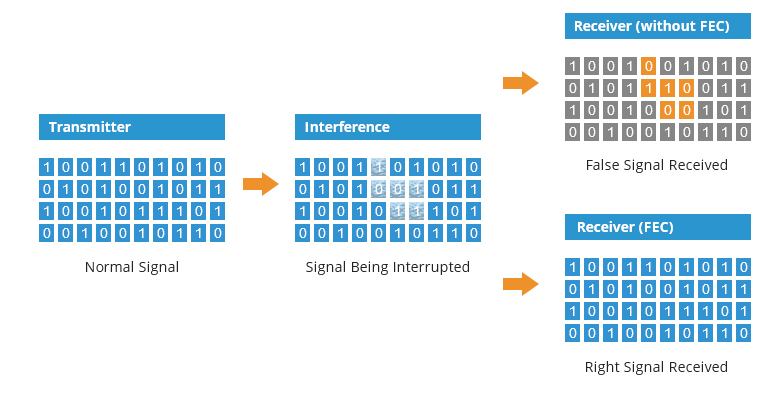 Transmitter
1 0 0 1 1 0 1 0 1 0
0 1 0 1 0 0 1 0 1 1
1 0 0 1 0 1 1 1 0 1
0 0 1 0 0 1 0 1 1 0
Normal Signal
Interference
1 0 0 1 1 0 1 0 1 0
0 1 0 1 0 0 1 0 1 1
1 0 0 1 0 1 1 1 0 1
0 0 1 0 0 1 0 1 1 0
Signal Being Interrupted
Receiver (without FEC)
1 0 0 1 0 0 1 0 1 0
0 1 0 1 1 1 0 0 1 1
1 0 0 1 0 0 0 1 0 1
0 0 1 0 0 1 0 1 1 0
False Signal Received
Receiver (FEC)
1 0 0 1 1 0 1 0 1 0
0 1 0 1 0 0 1 0 1 1
1 0 0 1 0 1 1 1 0 1
0 0 1 0 0 1 0 1 1 0
Right Signal Received